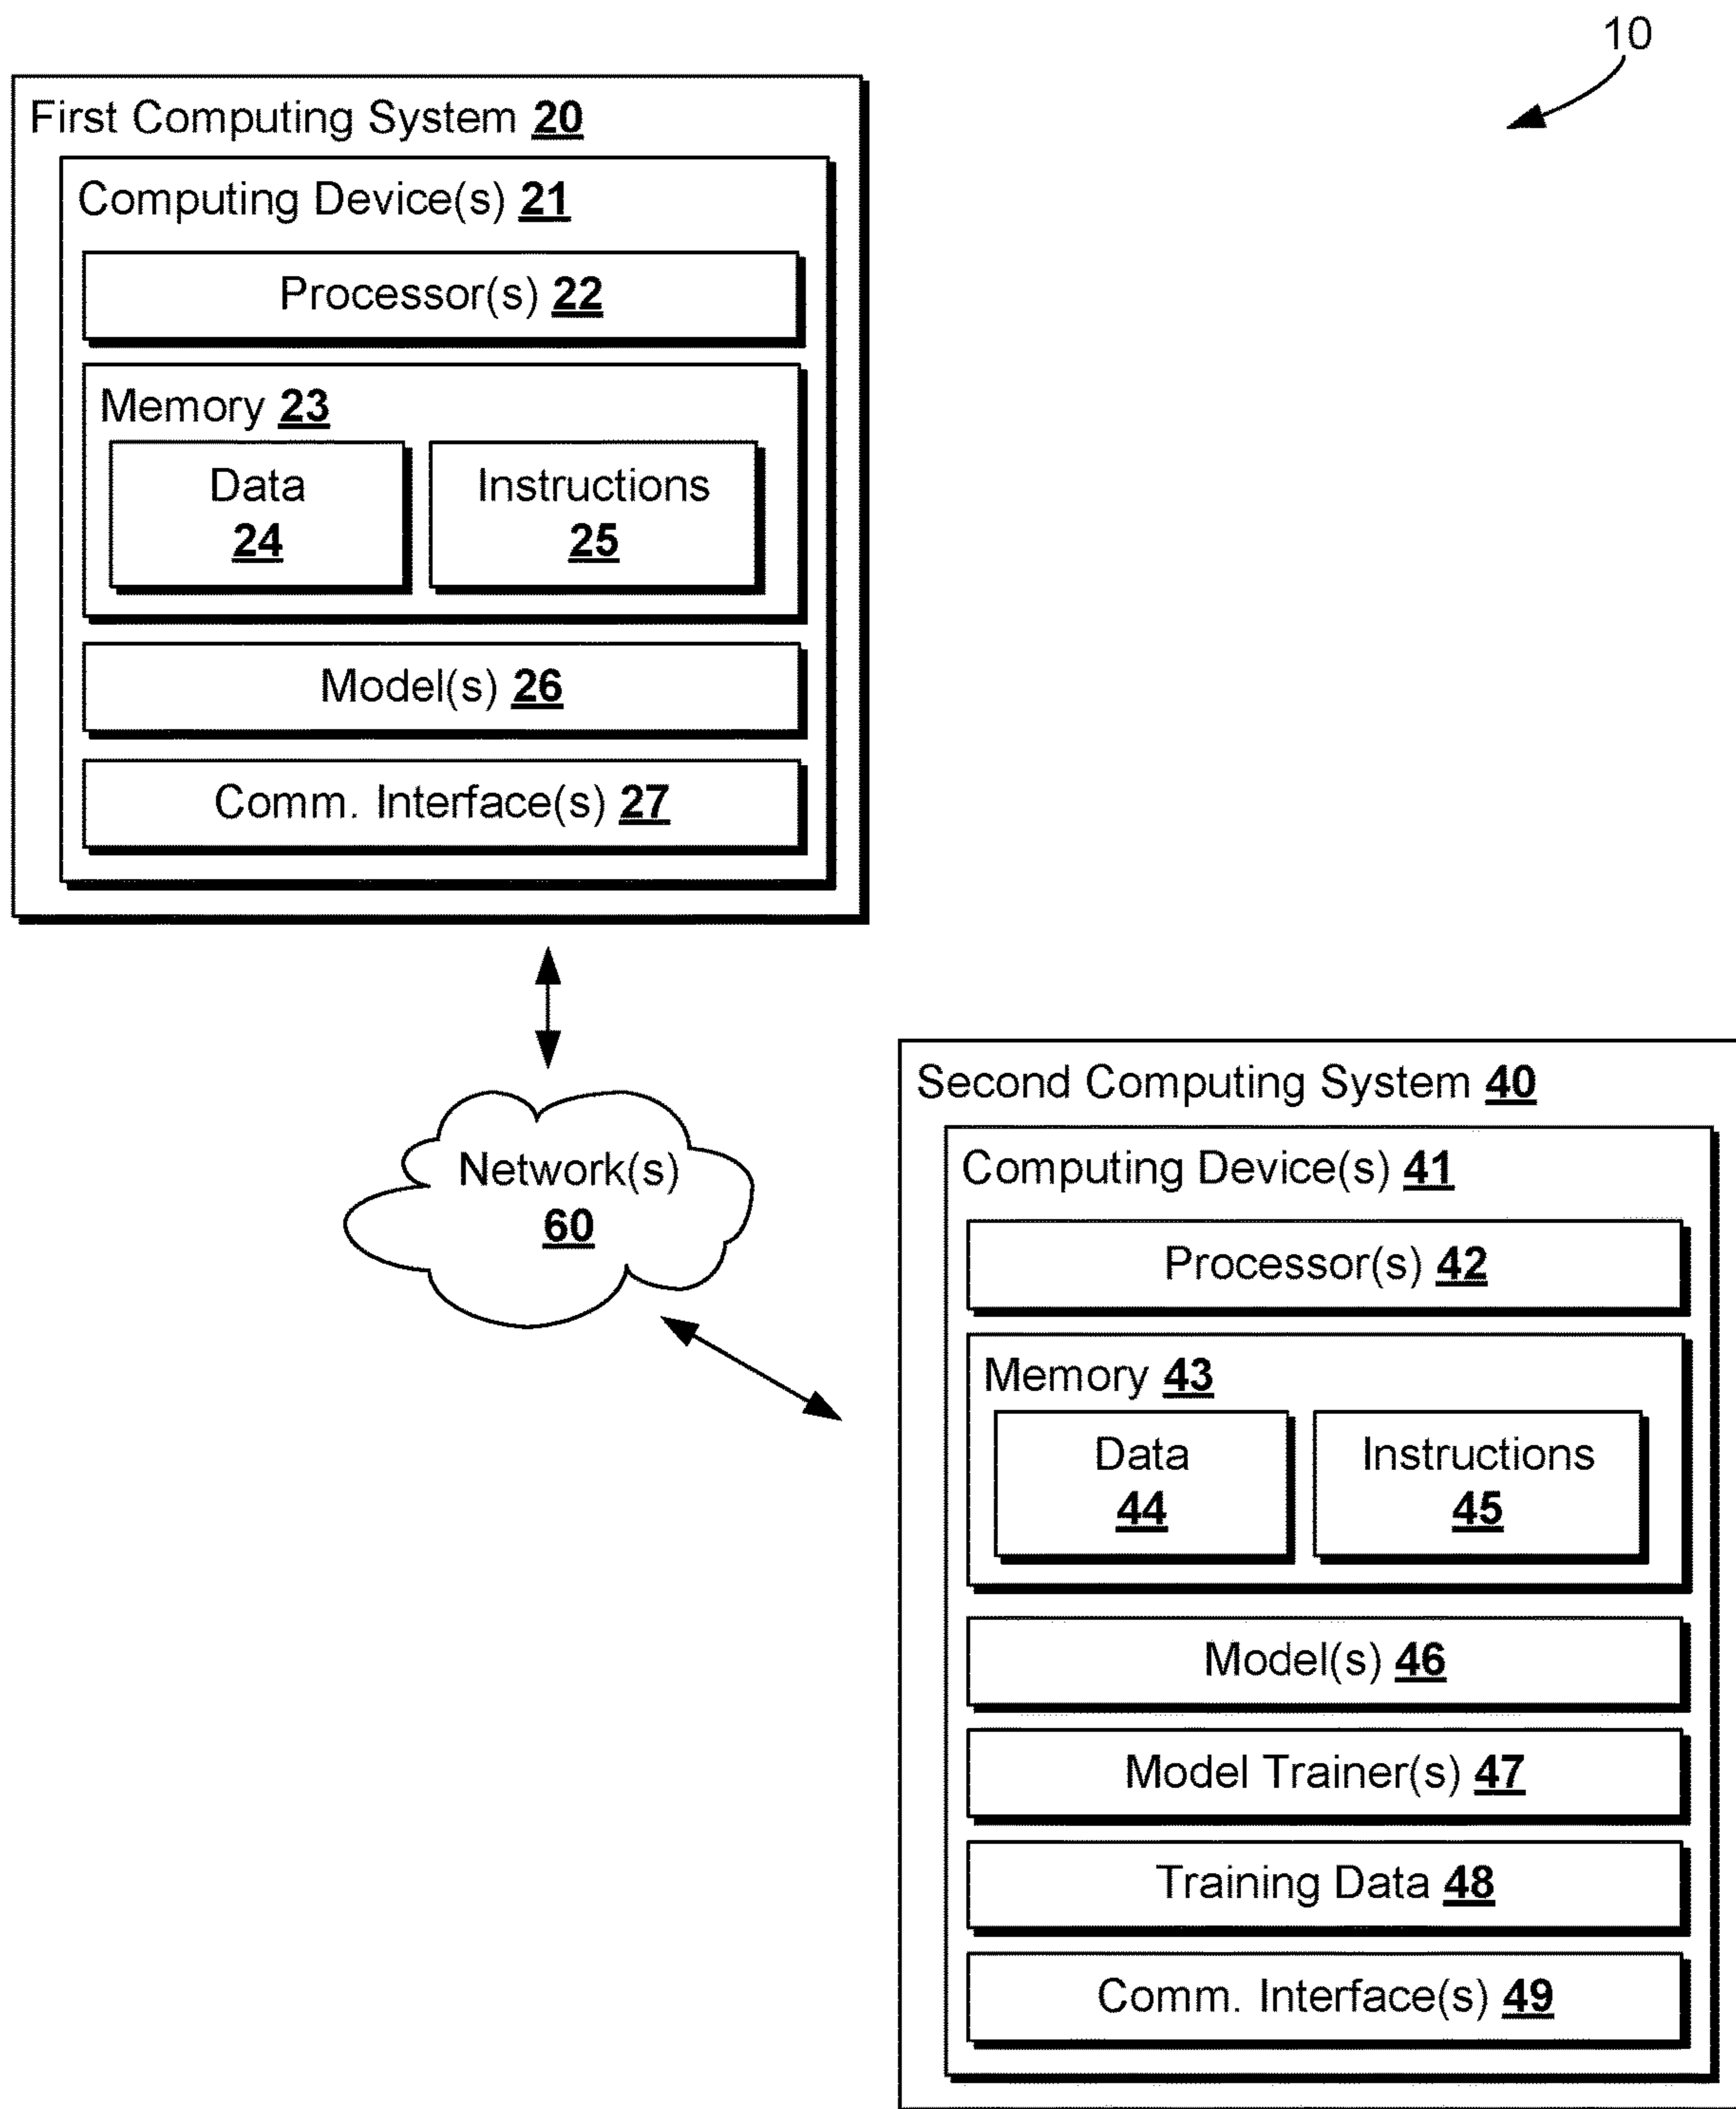 10
First Computing System 20
Computing Device(s) 21
Processor(s) 22
Memory 23
Data
24
Instructions
25
Model(s) 26
Comm. Interface(s) 27
Network(s)
60
Second Computing System 40
Computing Device(s) 41
Processor(s) 42
Memory 43
Data
44
Instructions
45
Model(s) 46
Model Trainer(s) 47
Training Data 48
Comm. Interface(s) 49